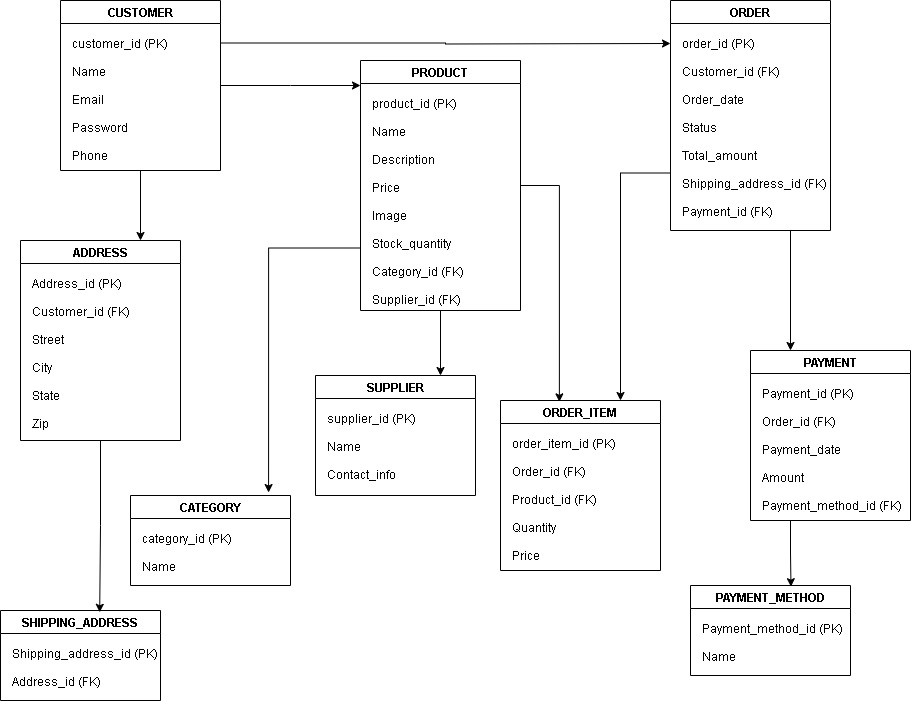 CUSTOMER
customer_id (PK)
Name
Email
Password
Phone
ORDER
order_id (PK)
Customer_id (FK)
Order_date
Status
Total_amount
Shipping_address_id (FK)
Payment_id (FK)
PRODUCT
product_id (PK)
Name
Description
Price
Image
Stock_quantity
Category_id (FK)
Supplier_id (FK)
ADDRESS
Address_id (PK)
Customer_id (FK)
Street
City
State
Zip
SUPPLIER
supplier_id (PK)
Name
Contact_info
ORDER_ITEM
order_item_id (PK)
Order_id (FK)
Product_id (FK)
Quantity
Price
PAYMENT
Payment_id (PK)
Order_id (FK)
Payment_date
Amount
Payment_method_id (FK)
CATEGORY
category_id (PK)
Name
SHIPPING_ADDRESS
Shipping_address_id (PK)
Address_id (FK)
PAYMENT_METHOD
Payment_method_id (PK)
Name